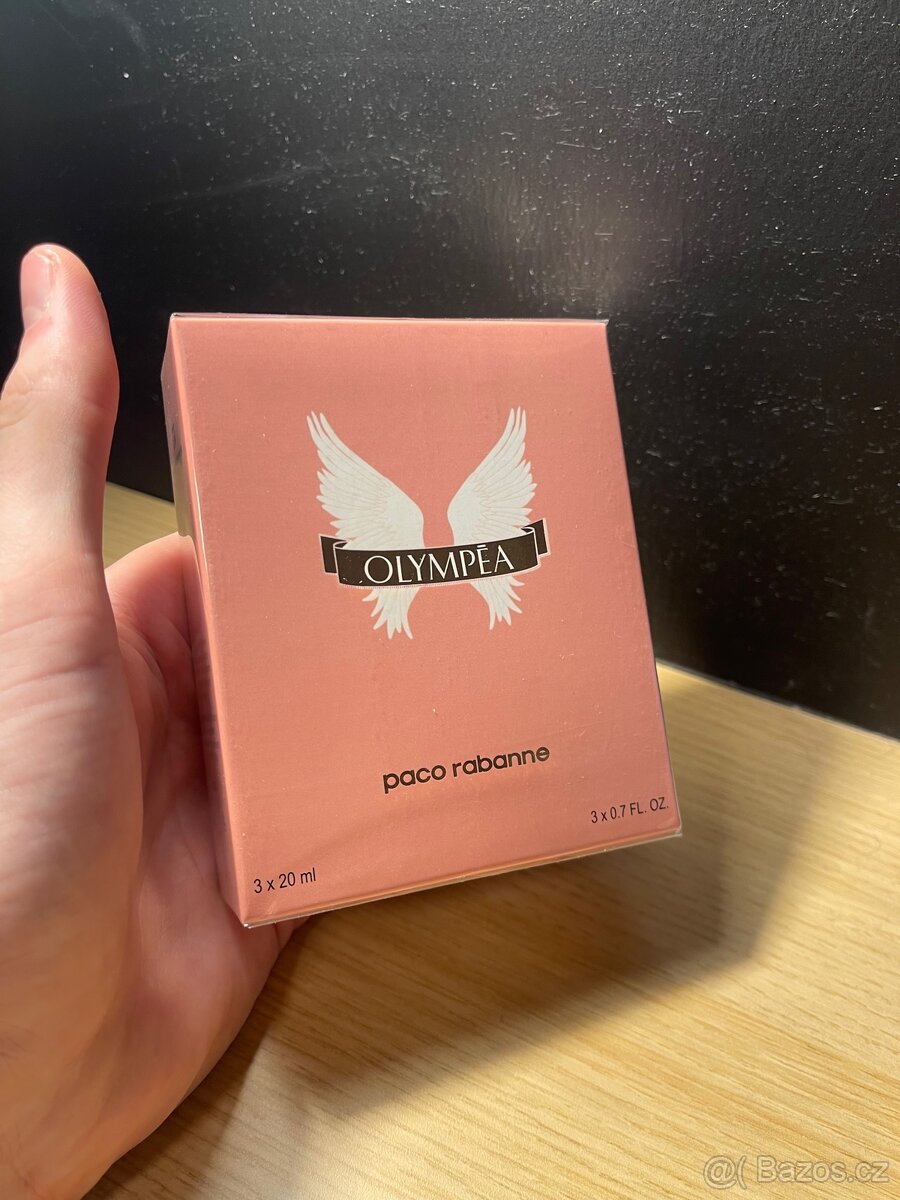 OLYMPĒA
paco rabanne
3 x 20 ml
3 x 0.7 FL. OZ.
@( Bazos.cz